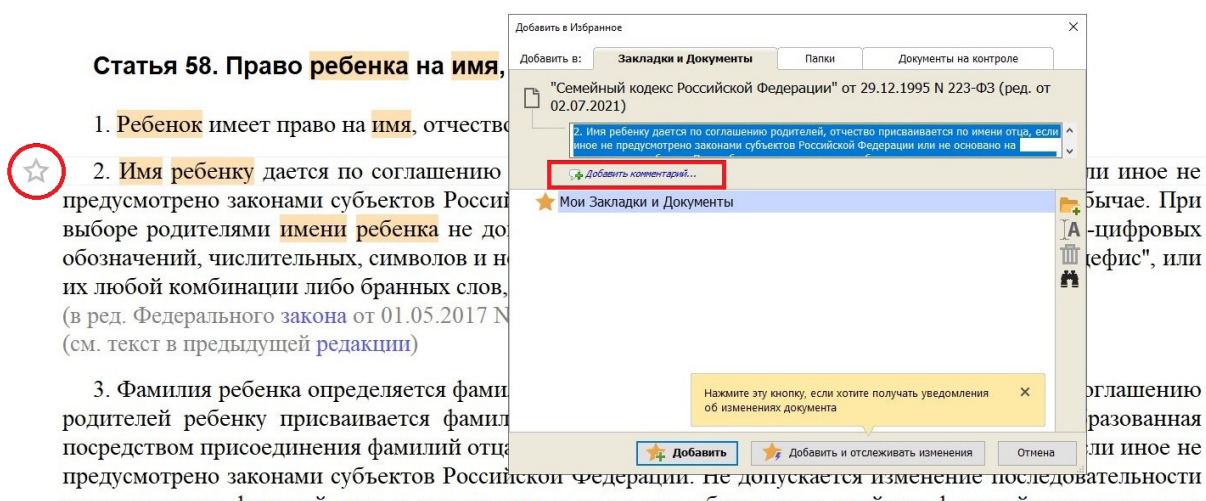 Статья 58. Право ребенка на имя,
1. Ребенок имеет право на имя, отчество
2. Имя ребенку дается по соглашению
ли иное не
предусмотрено законами субъектов Россий
бычае. При
выборе родителями имени ребенка не до
-цифровых
обозначений, числительных, символов и н
дефис", или
их любой комбинации либо бранных слов,
(в ред. Федерального закона от 01.05.2017 N
(см. текст в предыдущей редакции)
3. Фамилия ребенка определяется фами
оглашению
родителей ребенку присваивается фамил
разованная
посредством присоединения фамилий отца
ли иное не
предусмотрено законами субъектов Российской Федерации. Не допускается изменение последовательности
Добавить в Избранное
Добавить в: Закладки и Документы Папки Документы на контроле
"Семейный кодекс Российской Федерации" от 29.12.1995 N 223-ФЗ (ред. от
02.07.2021)
2. Имя ребенку дается по соглашению родителей, отчество присваивается по имени отца, если
иное не предусмотрено законами субъектов Российской Федерации или не основано на
Добавить комментарий...
Мои Закладки и Документы
A
Нажмите эту кнопку, если хотите получать уведомления
об изменениях документа
Добавить Добавить и отслеживать изменения Отмена